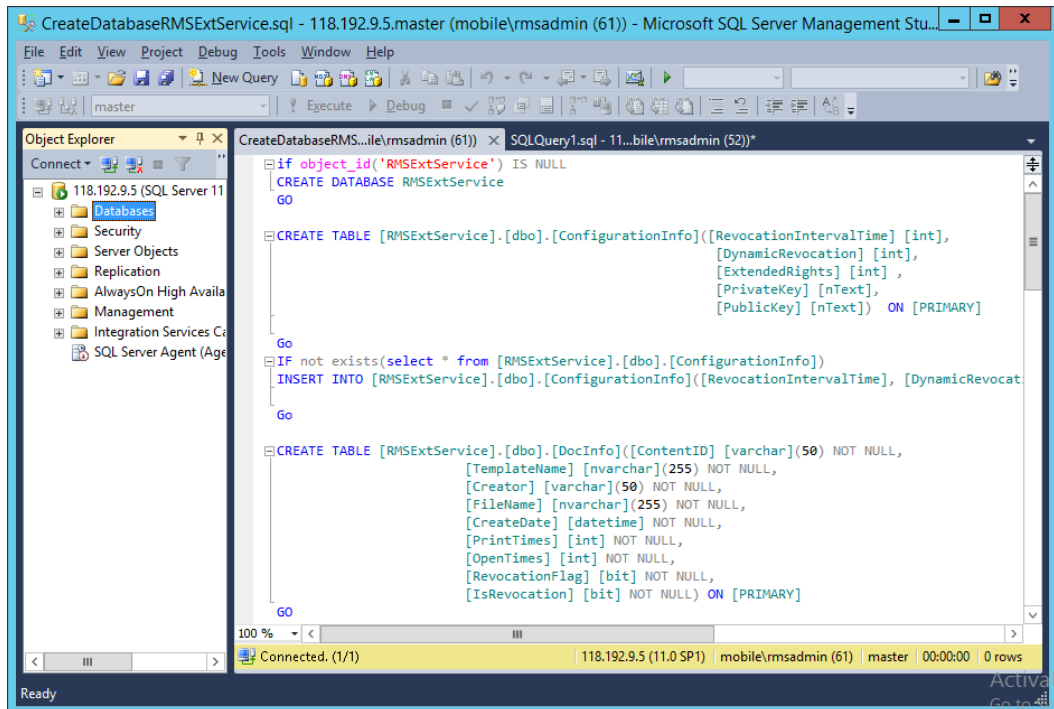 CreateDatabaseRMSExtService.sql - 118.192.9.5.master (mobile\rmsadmin (61)) - Microsoft SQL Server Management Stu...
File Edit View Project Debug Tools Window Help
New Query
master Execute Debug
Object Explorer
Connect
118.192.9.5 (SQL Server 11
Databases
Security
Server Objects
Replication
AlwaysOn High Availa
Management
Integration Services Ca
SQL Server Agent (Age
CreateDatabaseRMS...ile\rmsadmin (61)) SQLQuery1.sql - 11...bile\rmsadmin (52))*
if object_id('RMSExtService') IS NULL
CREATE DATABASE RMSExtService
GO
CREATE TABLE [RMSExtService].[dbo].[ConfigurationInfo]([RevocationIntervalTime] [int],
[DynamicRevocation] [int],
[ExtendedRights] [int] ,
[PrivateKey] [nText],
[PublicKey] [nText]) ON [PRIMARY]
Go
IF not exists(select * from [RMSExtService].[dbo].[ConfigurationInfo])
INSERT INTO [RMSExtService].[dbo].[ConfigurationInfo]([RevocationIntervalTime], [DynamicRevocat
Go
CREATE TABLE [RMSExtService].[dbo].[DocInfo]([ContentID] [varchar](50) NOT NULL,
[TemplateName] [nvarchar](255) NOT NULL,
[Creator] [varchar](50) NOT NULL,
[FileName] [nvarchar](255) NOT NULL,
[CreateDate] [datetime] NOT NULL,
[PrintTimes] [int] NOT NULL,
[OpenTimes] [int] NOT NULL,
[RevocationFlag] [bit] NOT NULL,
[IsRevocation] [bit] NOT NULL) ON [PRIMARY]
GO
100 %
Connected. (1/1) 118.192.9.5 (11.0 SP1) mobile\rmsadmin (61) master 00:00:00 0 rows
Ready
Activa
Go to